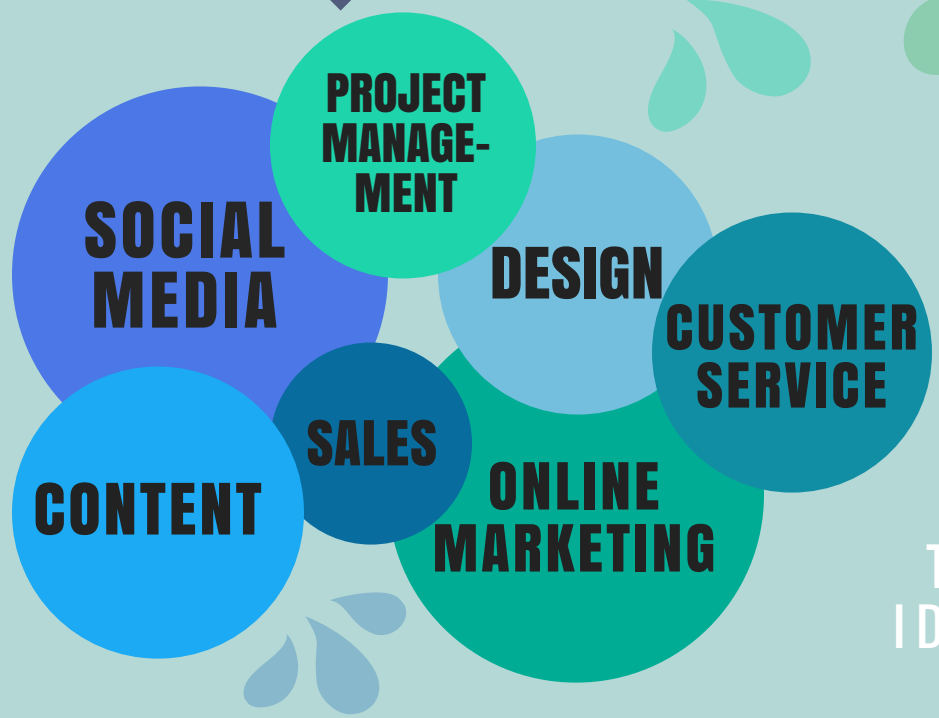 PROJECT
MANAGE-
MENT
SOCIAL
MEDIA
DESIGN
CUSTOMER
SERVICE
SALES
CONTENT
ONLINE
MARKETING